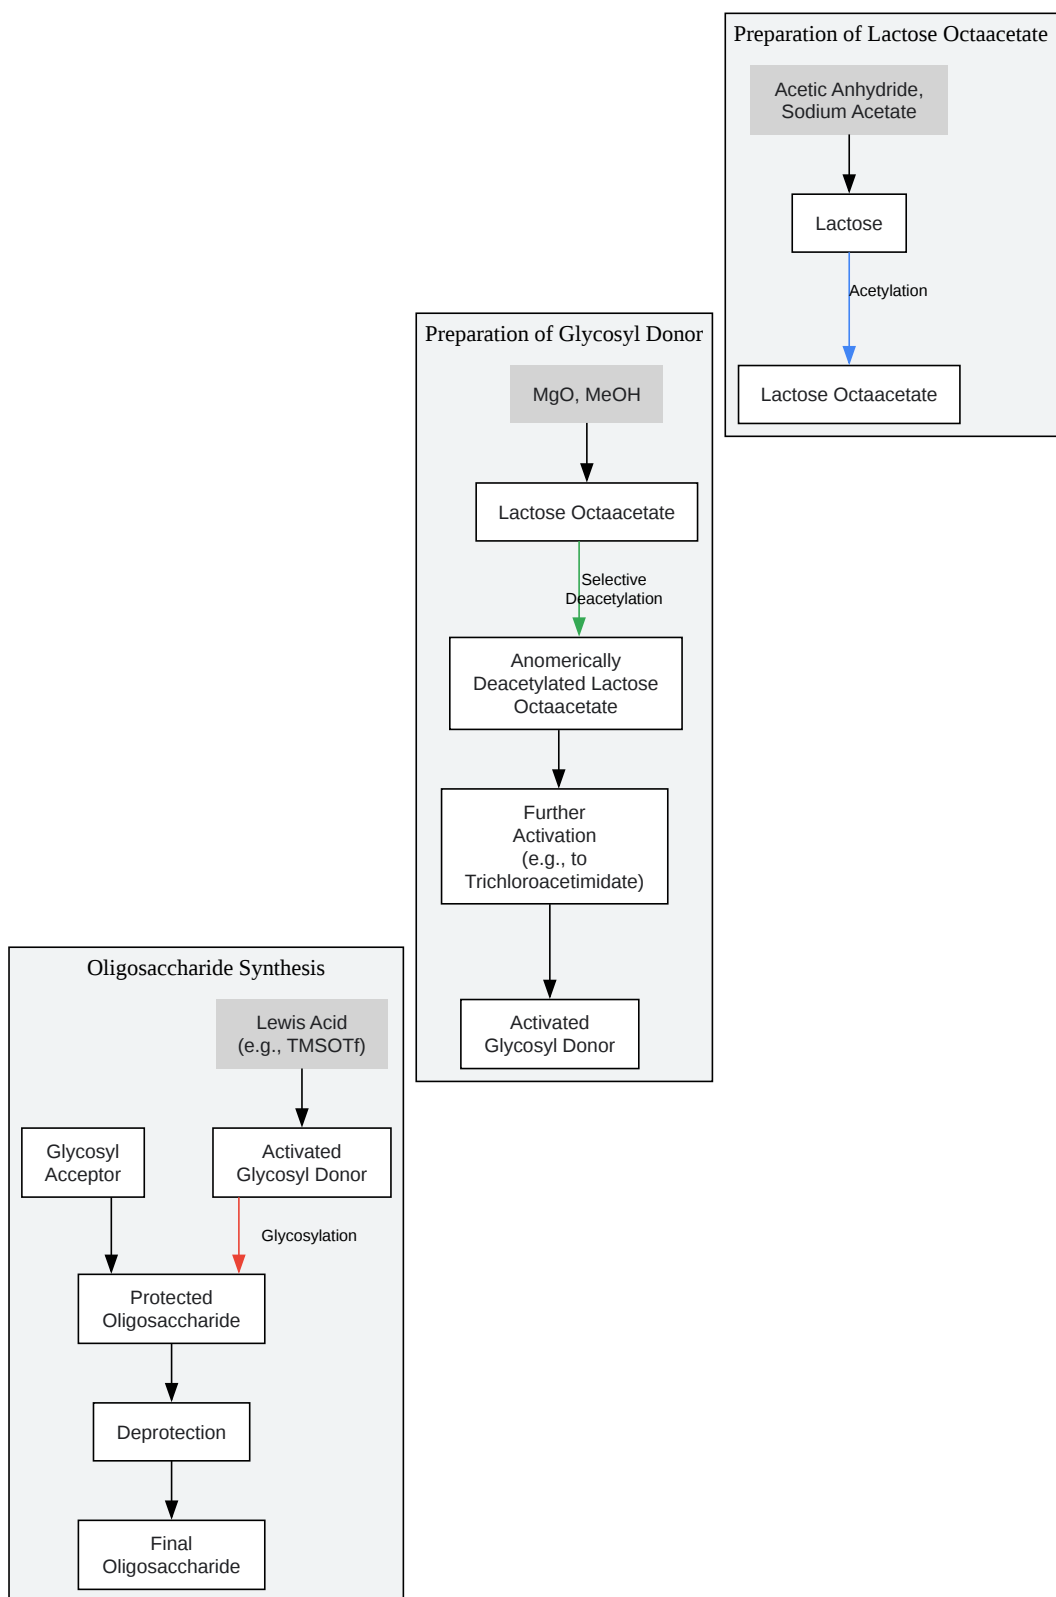 Preparation of Lactose Octaacetate
Acetic Anhydride,
Sodium Acetate
Lactose
Acetylation
Lactose Octaacetate
Preparation of Glycosyl Donor
MgO, MeOH
Lactose Octaacetate
Selective
Deacetylation
Anomerically
Deacetylated Lactose
Octaacetate
Further
Activation
(e.g., to
Trichloroacetimidate)
Activated
Glycosyl Donor
Oligosaccharide Synthesis
Lewis Acid
(e.g., TMSOTf)
Glycosyl
Acceptor
Activated
Glycosyl Donor
Glycosylation
Protected
Oligosaccharide
Deprotection
Final
Oligosaccharide